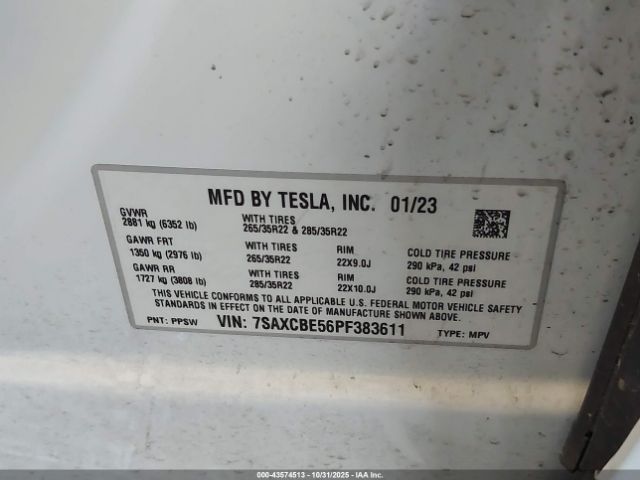 MFD BY TESLA, INC. 01/23
GVWR
2881 kg (6352 lb)
WITH TIRES
265/35R22 & 285/35R22
GAWR FRT
1350 kg (2976 lb)
WITH TIRES
265/35R22
RIM
22X9.0J
COLD TIRE PRESSURE
290 kPa, 42 psi
GAWR RR
1727 kg (3808 lb)
WITH TIRES
285/35R22
RIM
22X10.0J
COLD TIRE PRESSURE
290 kPa, 42 psi
THIS VEHICLE CONFORMS TO ALL APPLICABLE U.S. FEDERAL MOTOR VEHICLE SAFETY
STANDARDS IN EFFECT ON THE DATE OF MANUFACTURE SHOWN ABOVE.
PNT: PPSW VIN: 7SAXCBE56PF383611 TYPE: MPV
000-43574513 - 10/31/2025 - IAA.com